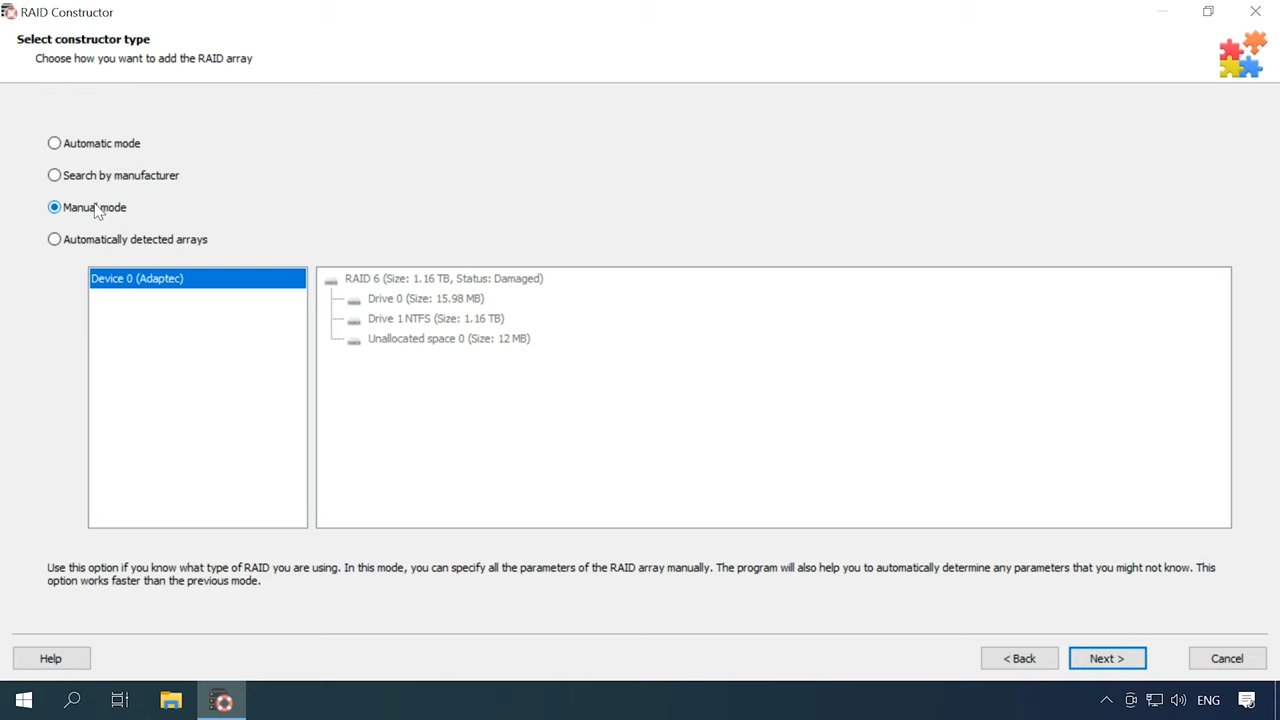 RAID Constructor
Select constructor type
Choose how you want to add the RAID array
Automatic mode
Search by manufacturer
Manual mode
Automatically detected arrays
Device 0 (Adaptec)
RAID 6 (Size: 1.16 TB, Status: Damaged)
Drive 0 (Size: 15.98 MB)
Drive 1 NTFS (Size: 1.16 TB)
Unallocated space 0 (Size: 12 MB)
Use this option if you know what type of RAID you are using. In this mode, you can specify all the parameters of the RAID array manually. The program will also help you to automatically determine any parameters that you might not know. This
option works faster than the previous mode.
Help
< Back
Next >
Cancel
ENG